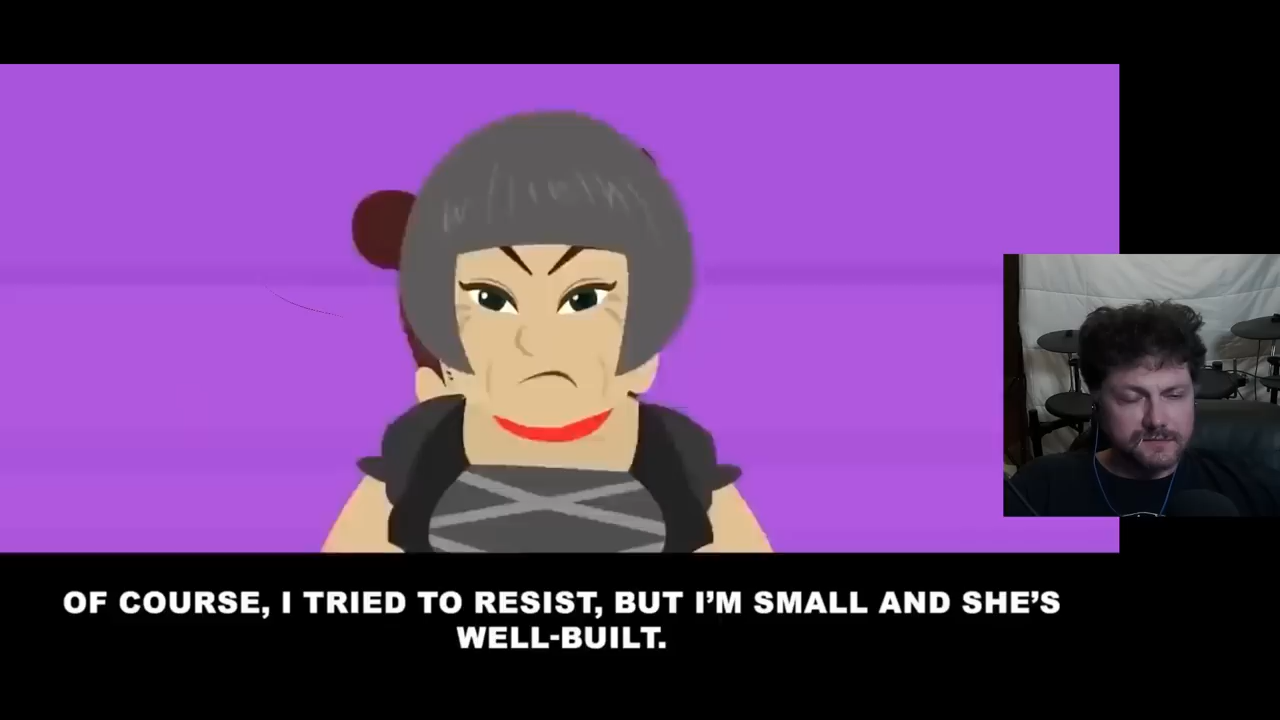 OF COURSE, I TRIED TO RESIST, BUT I'M SMALL AND SHE'S
WELL-BUILT.